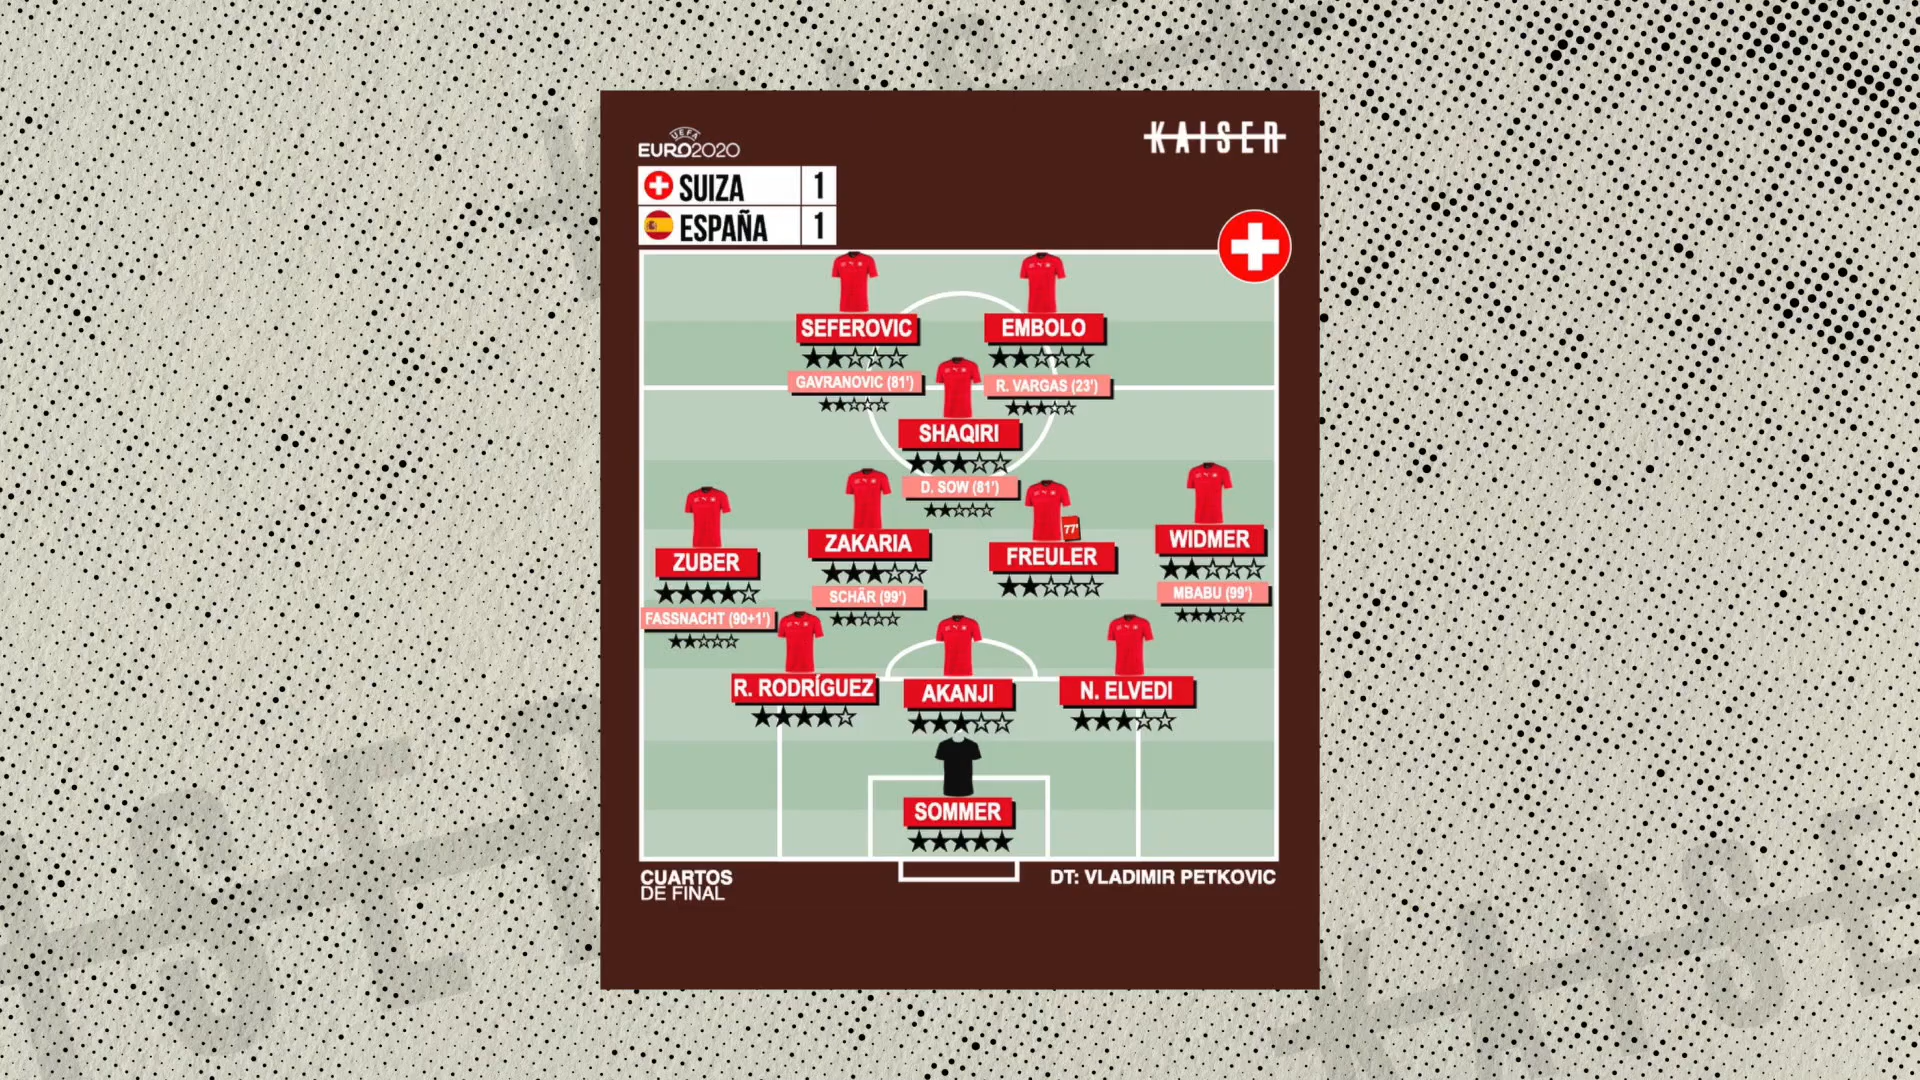 UEFA
EURO2020
KAISER
SUIZA 1
ESPAÑA 1
SEFEROVIC
EMBOLO
GAVRANOVIC (81')
R. VARGAS (23')
SHAQIRI
D. SOW (81')
77'
ZUBER
ZAKARIA
FREULER
WIDMER
SCHÄR (99')
MBABU (99')
FASSNACHT (90+1')
R. RODRÍGUEZ
AKANJI
N. ELVEDI
SOMMER
CUARTOS
DE FINAL
DT: VLADIMIR PETKOVIC